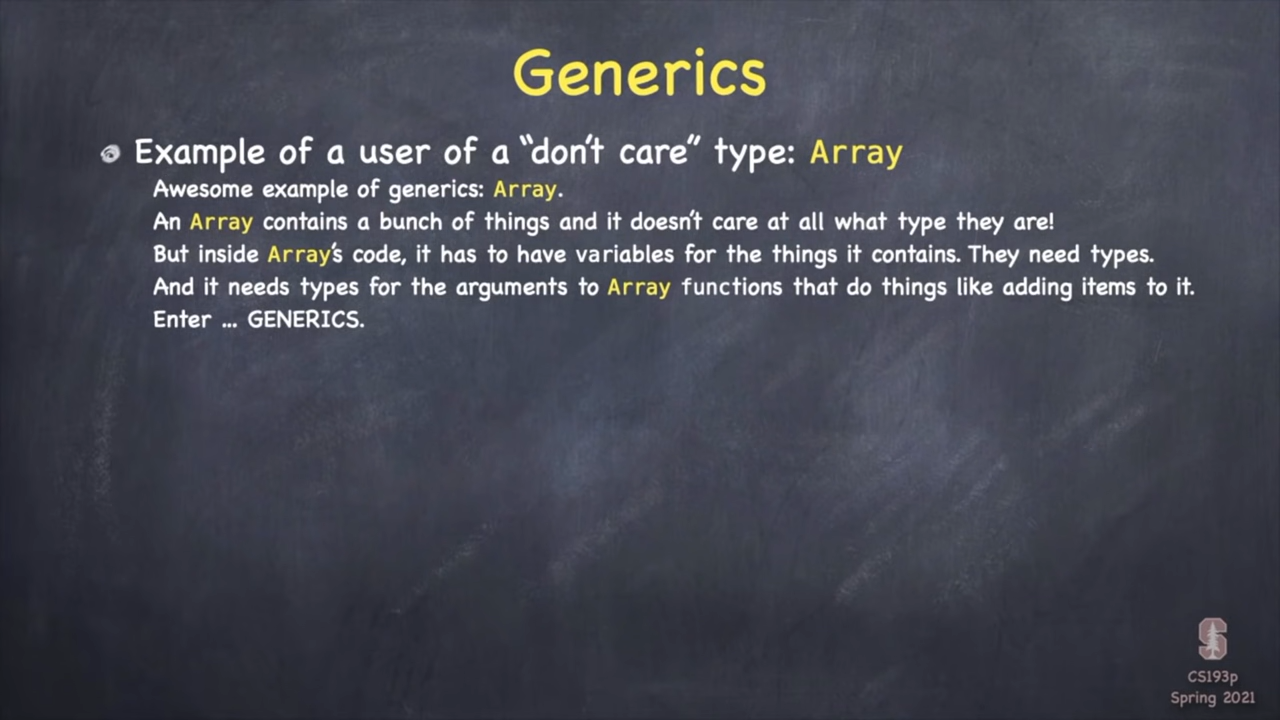 Generics
Example of a user of a “don’t care” type: Array
Awesome example of generics: Array.
An Array contains a bunch of things and it doesn’t care at all what type they are!
But inside Array’s code, it has to have variables for the things it contains. They need types.
And it needs types for the arguments to Array functions that do things like adding items to it.
Enter … GENERICS.
S
CS193p
Spring 2021